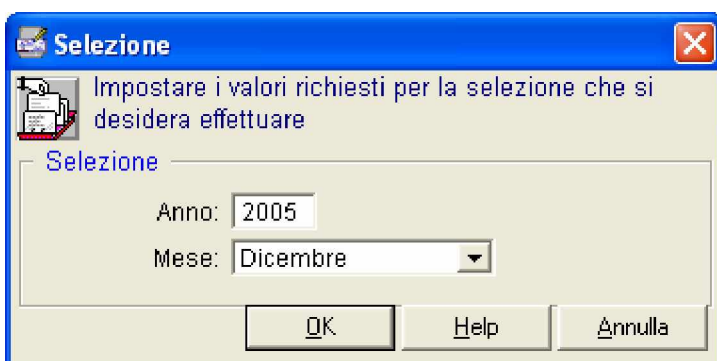 Selezione
Impostare i valori richiesti per la selezione che si
desidera effettuare
Selezione
Anno: 2005
Mese: Dicembre
OK Help Annulla